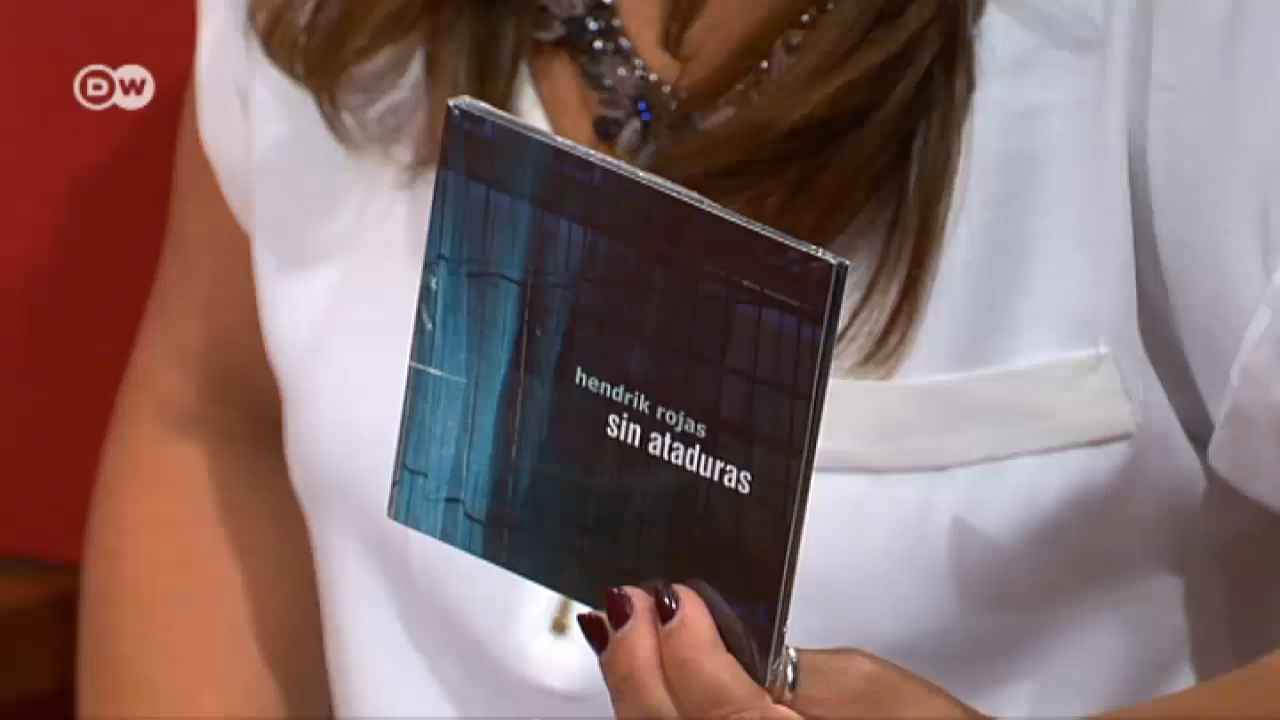 DW
hendrik rojas
sin ataduras